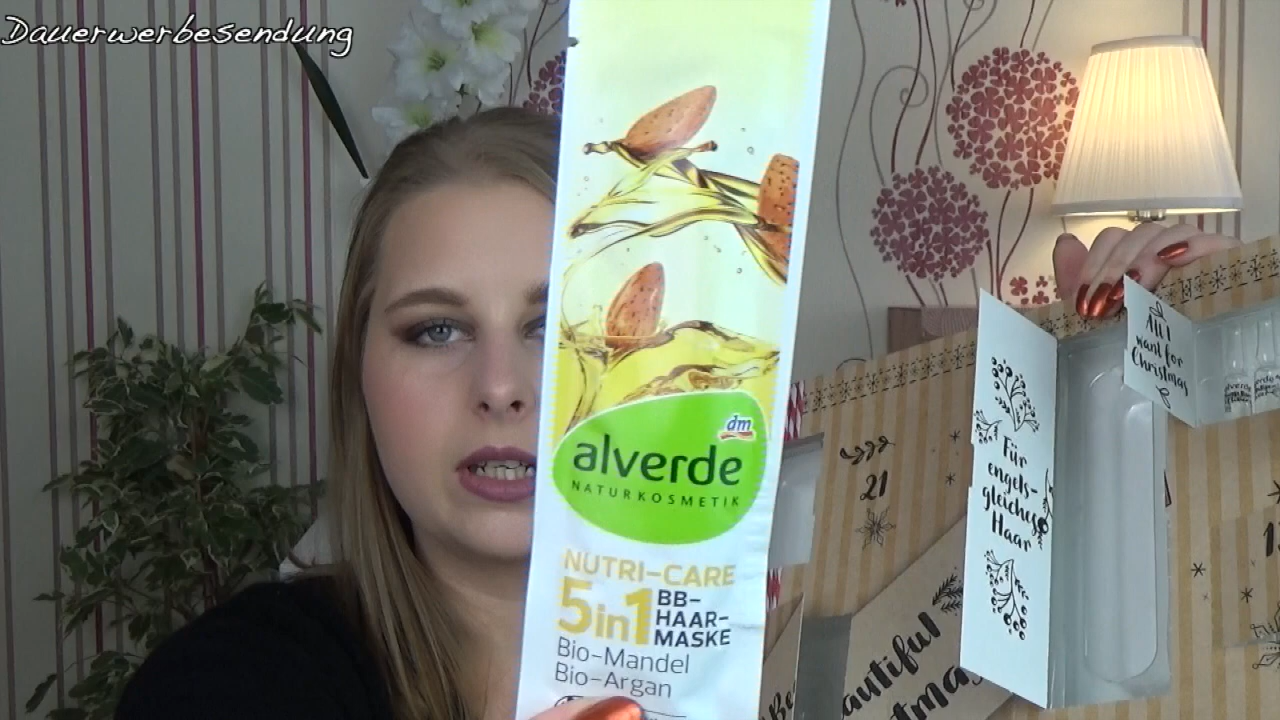 Dauerwerbesendung
dm
alverde
NATURKOSMETIK
NUTRI-CARE
5in1
BB-
HAAR-
MASKE
Bio-Mandel
Bio-Argan
21
Für
engels-
gleiches
Haar
All I
want for
Christmas
alverde